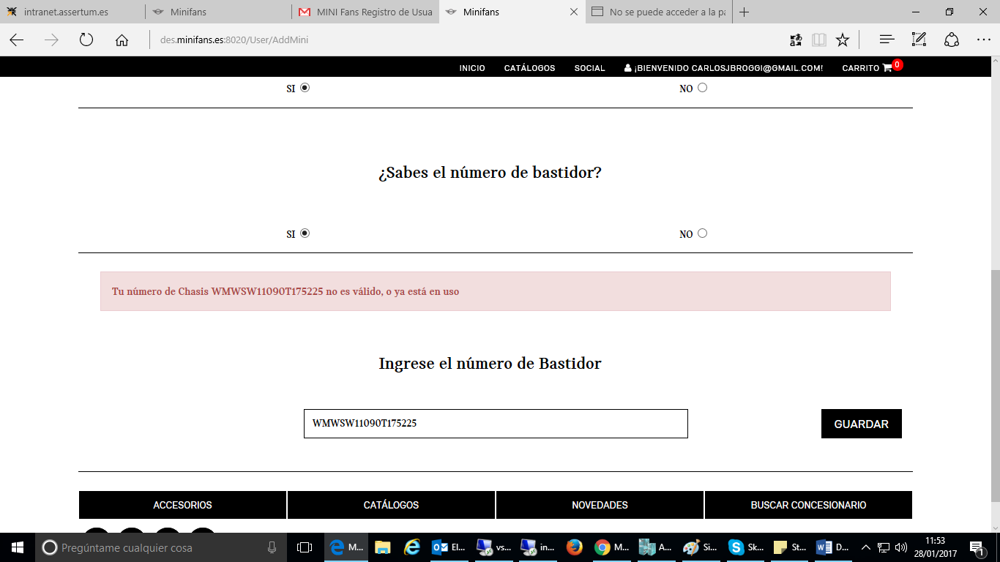 intranet.assertum.es
Minifans
MINI Fans Registro de Usua
Minifans
No se puede acceder a la pá
des.minifans.es:8020/User/AddMini
INICIO
CATÁLOGOS
SOCIAL
¡BIENVENIDO CARLOSJBROGGI@GMAIL.COM!
CARRITO 0
SI
NO
¿Sabes el número de bastidor?
SI
NO
Tu número de Chasis WMWSW11090T175225 no es válido, o ya está en uso
Ingrese el número de Bastidor
WMWSW11090T175225
GUARDAR
ACCESORIOS
CATÁLOGOS
NOVEDADES
BUSCAR CONCESIONARIO
Pregúntame cualquier cosa
M...
El...
vs...
in...
M...
A...
Si...
Sk...
St...
D...
11:53
28/01/2017
1